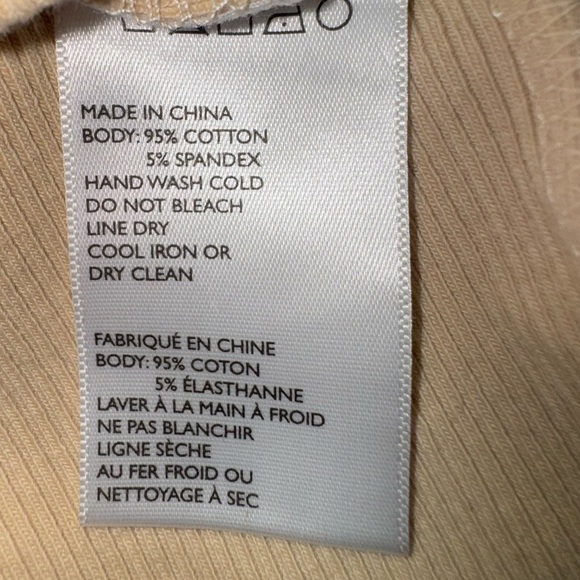 MADE IN CHINA
BODY: 95% COTTON
5% SPANDEX
HAND WASH COLD
DO NOT BLEACH
LINE DRY
COOL IRON OR
DRY CLEAN
FABRIQUÉ EN CHINE
BODY: 95% COTON
5% ÉLASTHANNE
LAVER À LA MAIN À FROID
NE PAS BLANCHIR
LIGNE SÈCHE
AU FER FROID OU
NETTOYAGE À SEC